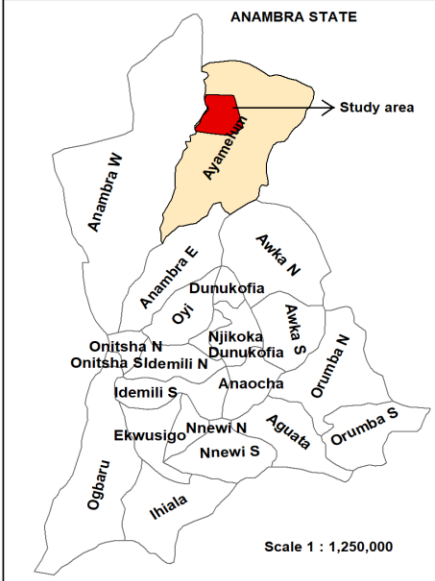 ANAMBRA STATE
Study area
Ayamelum
Anambra W
Anambra E
Awka N
Dunukofia
Oyi
Awka S
Njikoka
Dunukofia
Orumba N
Onitsha N
Onitsha S
Idemili N
Anaocha
Idemili S
Nnewi N
Ekwusigo
Aguata
Orumba S
Nnewi S
Ogbaru
Ihiala
Scale 1 : 1,250,000